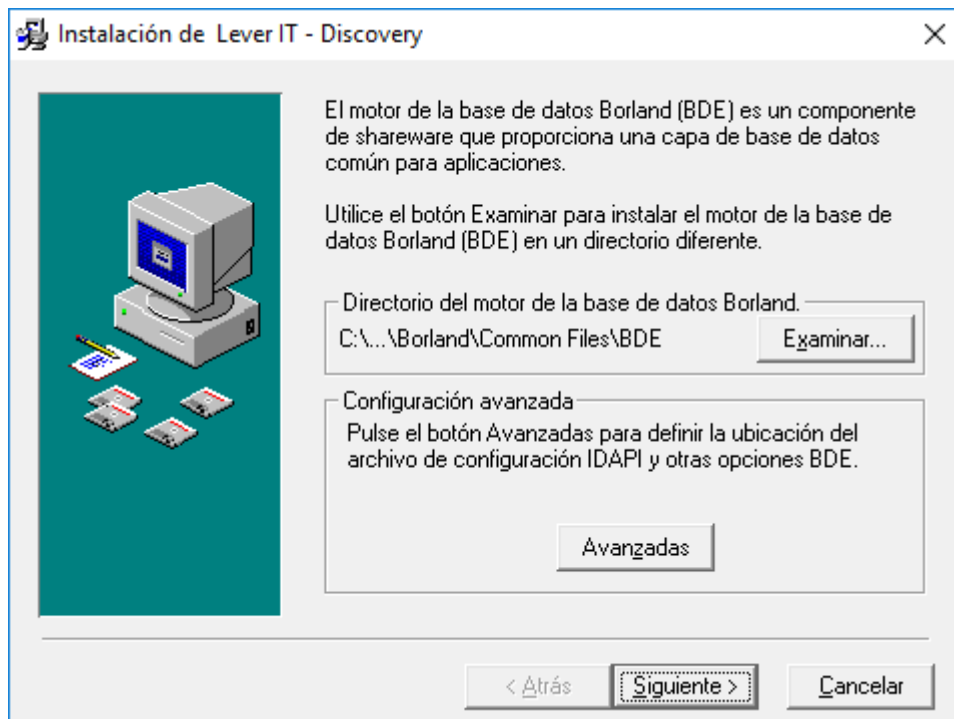 Instalación de Lever IT - Discovery
El motor de la base de datos Borland (BDE) es un componente
de shareware que proporciona una capa de base de datos
común para aplicaciones.
Utilice el botón Examinar para instalar el motor de la base de
datos Borland (BDE) en un directorio diferente.
Directorio del motor de la base de datos Borland.
C:\...\Borland\Common Files\BDE
Examinar...
Configuración avanzada
Pulse el botón Avanzadas para definir la ubicación del
archivo de configuración IDAPI y otras opciones BDE.
Avanzadas
< Atrás
Siguiente >
Cancelar